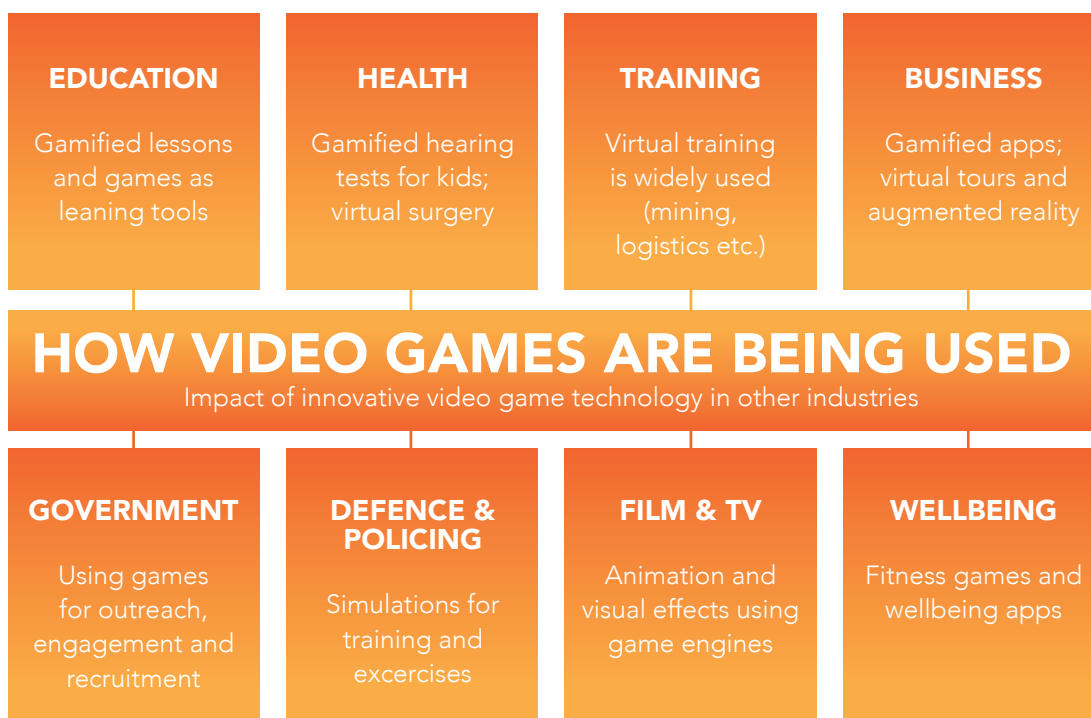 EDUCATION
Gamified lessons
and games as
leaning tools
HEALTH
Gamified hearing
tests for kids;
virtual surgery
TRAINING
Virtual training
is widely used
(mining,
logistics etc.)
BUSINESS
Gamified apps;
virtual tours and
augmented reality
HOW VIDEO GAMES ARE BEING USED
Impact of innovative video game technology in other industries
GOVERNMENT
Using games
for outreach,
engagement and
recruitment
DEFENCE &
POLICING
Simulations for
training and
excercises
FILM & TV
Animation and
visual effects using
game engines
WELLBEING
Fitness games and
wellbeing apps